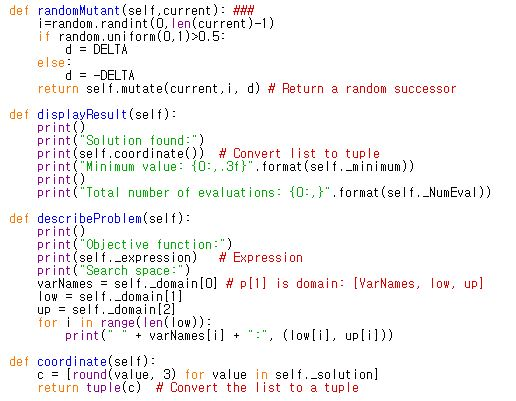 def randomMutant(self,current): ###
    i=random.randint(0,len(current)-1)
    if random.uniform(0,1)>0.5:
        d = DELTA
    else:
        d = -DELTA
    return self.mutate(current,i, d) # Return a random successor

def displayResult(self):
    print()
    print("Solution found:")
    print(self.coordinate())  # Convert list to tuple
    print("Minimum value: {0:,.3f}".format(self._minimum))
    print()
    print("Total number of evaluations: {0:,}".format(self._NumEval))

def describeProblem(self):
    print()
    print("Objective function:")
    print(self._expression)   # Expression
    print("Search space:")
    varNames = self._domain[0] # p[1] is domain: [VarNames, low, up]
    low = self._domain[1]
    up = self._domain[2]
    for i in range(len(low)):
        print(" " + varNames[i] + ":", (low[i], up[i]))

def coordinate(self):
    c = [round(value, 3) for value in self._solution]
    return tuple(c)  # Convert the list to a tuple